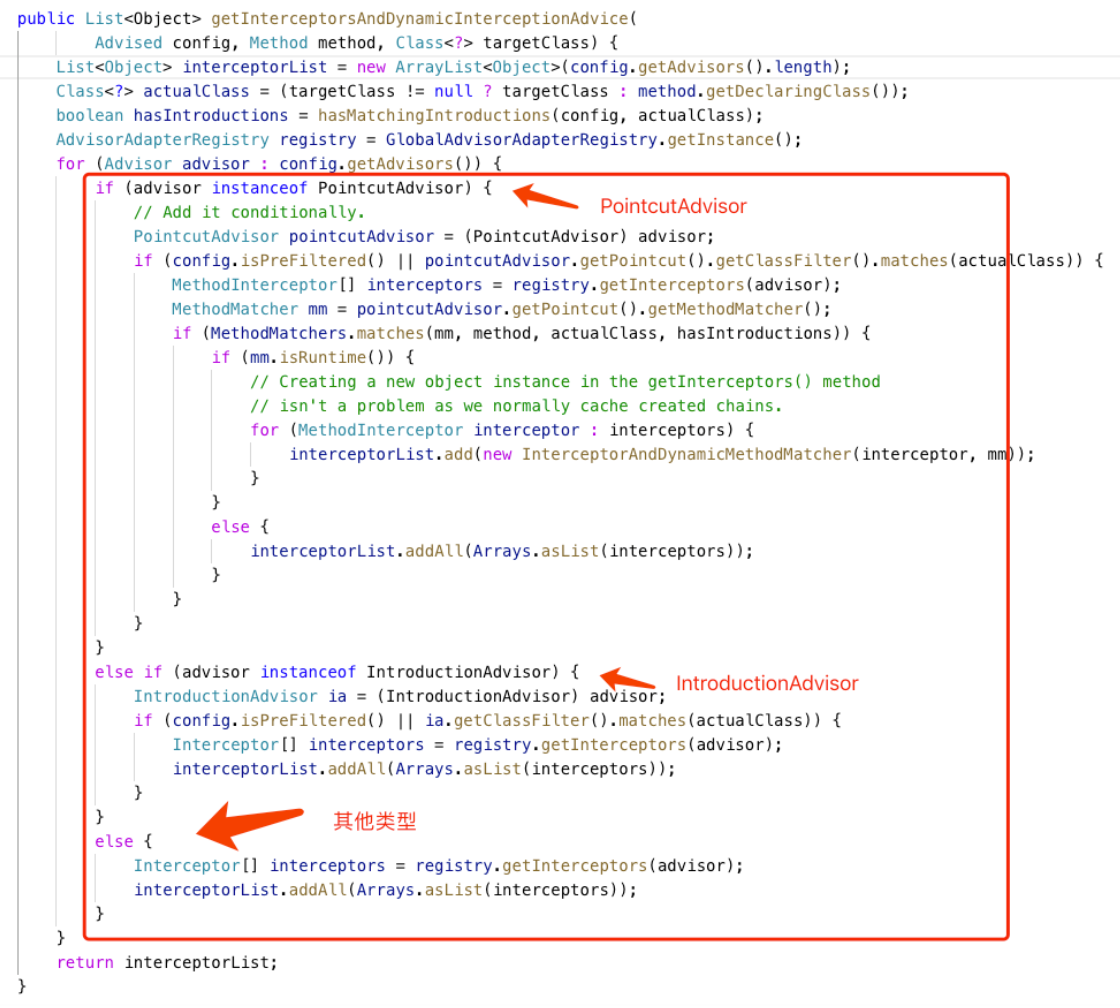 public List<Object> getInterceptorsAndDynamicInterceptionAdvice(
Advised config, Method method, Class<?> targetClass) {
List<Object> interceptorList = new ArrayList<Object>(config.getAdvisors().length);
Class<?> actualClass = (targetClass != null ? targetClass : method.getDeclaringClass());
boolean hasIntroductions = hasMatchingIntroductions(config, actualClass);
AdvisorAdapterRegistry registry = GlobalAdvisorAdapterRegistry.getInstance();
for (Advisor advisor : config.getAdvisors()) {
if (advisor instanceof PointcutAdvisor) {
PointcutAdvisor
// Add it conditionally.
PointcutAdvisor pointcutAdvisor = (PointcutAdvisor) advisor;
if (config.isPreFiltered() || pointcutAdvisor.getPointcut().getClassFilter().matches(actualClass)) {
MethodInterceptor[] interceptors = registry.getInterceptors(advisor);
MethodMatcher mm = pointcutAdvisor.getPointcut().getMethodMatcher();
if (MethodMatchers.matches(mm, method, actualClass, hasIntroductions)) {
if (mm.isRuntime()) {
// Creating a new object instance in the getInterceptors() method
// isn't a problem as we normally cache created chains.
for (MethodInterceptor interceptor : interceptors) {
interceptorList.add(new InterceptorAndDynamicMethodMatcher(interceptor, mm));
}
}
else {
interceptorList.addAll(Arrays.asList(interceptors));
}
}
}
}
else if (advisor instanceof IntroductionAdvisor) {
IntroductionAdvisor
IntroductionAdvisor ia = (IntroductionAdvisor) advisor;
if (config.isPreFiltered() || ia.getClassFilter().matches(actualClass)) {
Interceptor[] interceptors = registry.getInterceptors(advisor);
interceptorList.addAll(Arrays.asList(interceptors));
}
}
其他类型
else {
Interceptor[] interceptors = registry.getInterceptors(advisor);
interceptorList.addAll(Arrays.asList(interceptors));
}
}
return interceptorList;
}